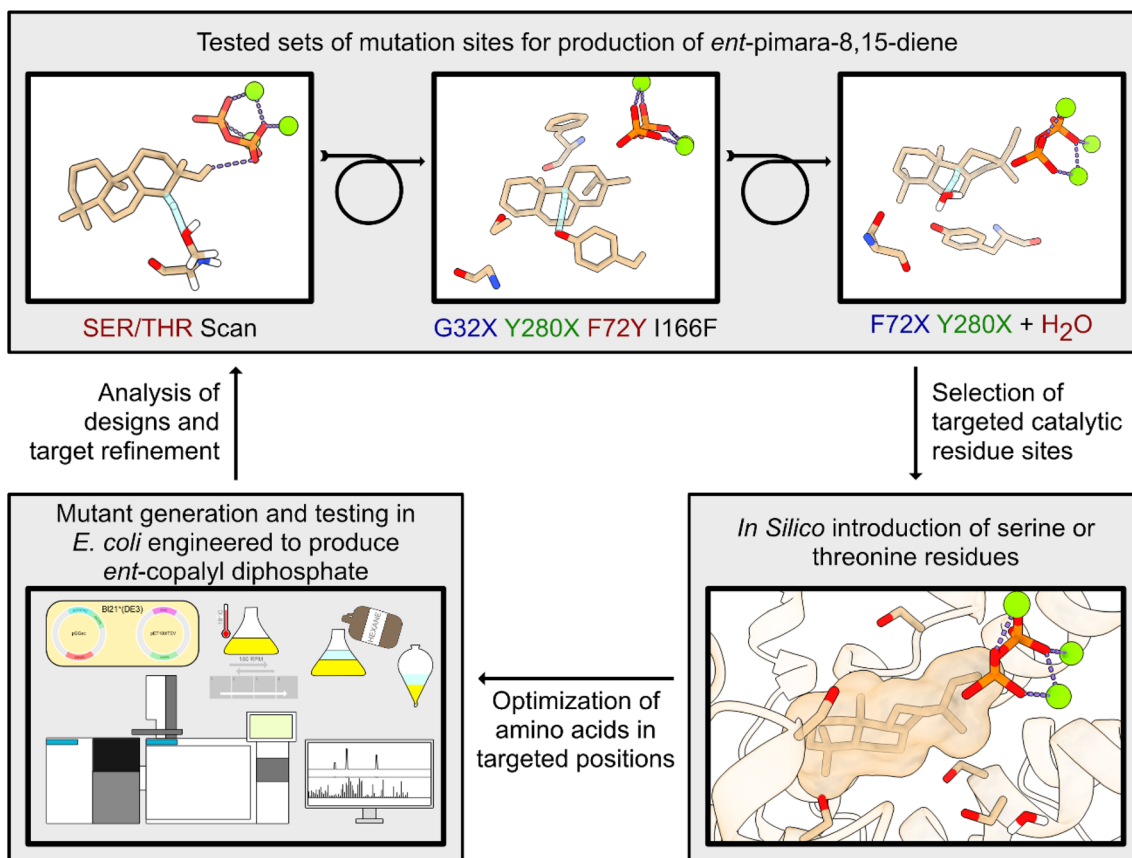 Tested sets of mutation sites for production of ent-pimara-8,15-diene
SER/THR Scan
G32X Y280X F72Y I166F
F72X Y280X + H₂O
Analysis of
designs and
target refinement
Selection of
targeted catalytic
residue sites
Mutant generation and testing in
E. coli engineered to produce
ent-copalyl diphosphate
Bl21*(DE3)
HEXANE
160 RPM
In Silico introduction of serine or
threonine residues
Optimization of
amino acids in
targeted positions